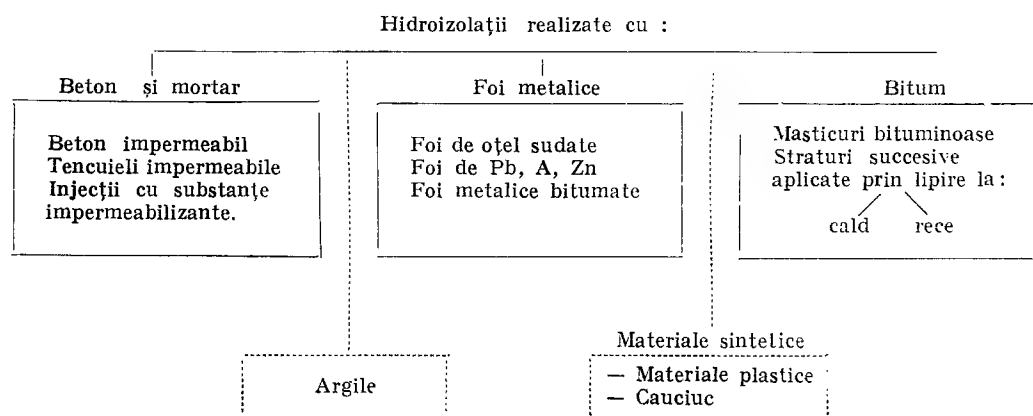 Hidroizolații realizate cu :
Beton și mortar
Beton impermeabil
Tencuieli impermeabile
Injecții cu substanțe
impermeabilizante.
Foi metalice
Foi de oțel sudate
Foi de Pb, A, Zn
Foi metalice bitumate
Bitum
Masticuri bituminoase
Straturi succesive
aplicate prin lipire la :
cald rece
Argile
Materiale sintetice
— Materiale plastice
— Cauciuc